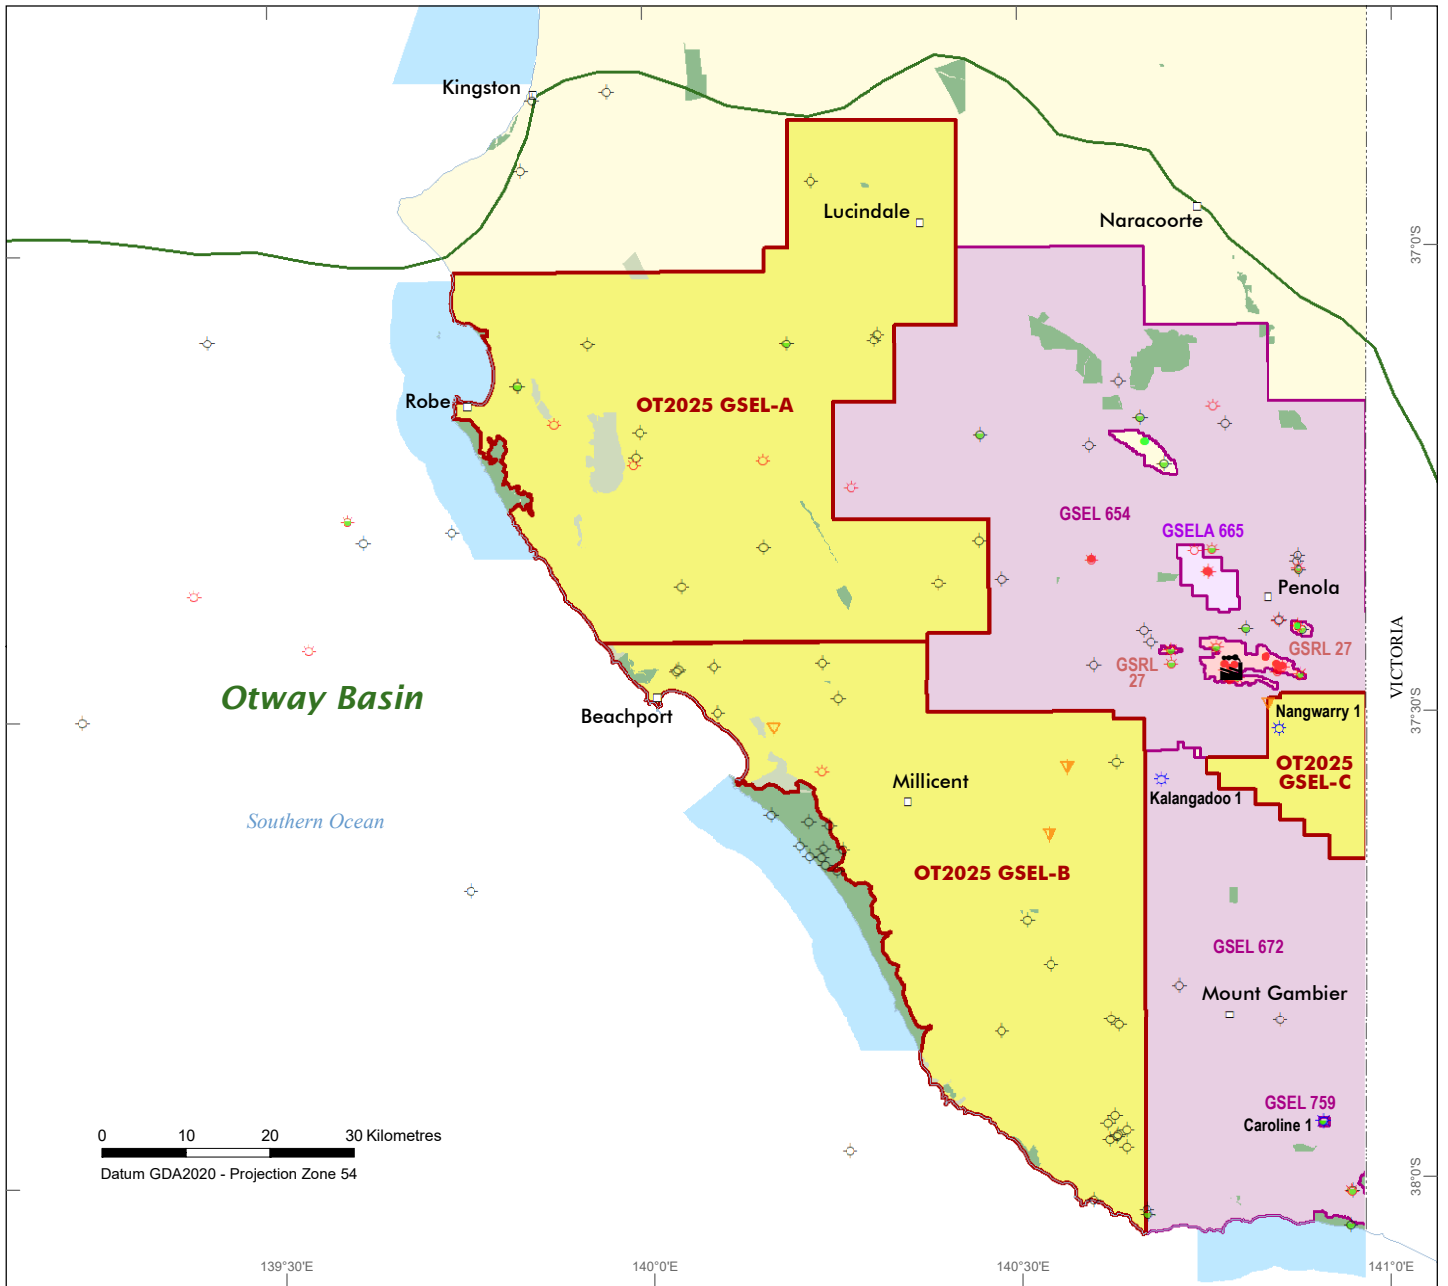 Kingston
Lucindale
Naracoorte
37°0'S
Robe
OT2025 GSEL-A
GSEL 654
GSELA 665
Penola
GSRL 27
GSRL
27
VICTORIA
Otway Basin
Beachport
Nangwarry 1
37°30'S
OT2025
GSEL-C
Millicent
Kalangadoo 1
Southern Ocean
OT2025 GSEL-B
GSEL 672
Mount Gambier
GSEL 759
Caroline 1
0 10 20 30 Kilometres
Datum GDA2020 - Projection Zone 54
38°0'S
139°30'E
140°0'E
140°30'E
141°0'E